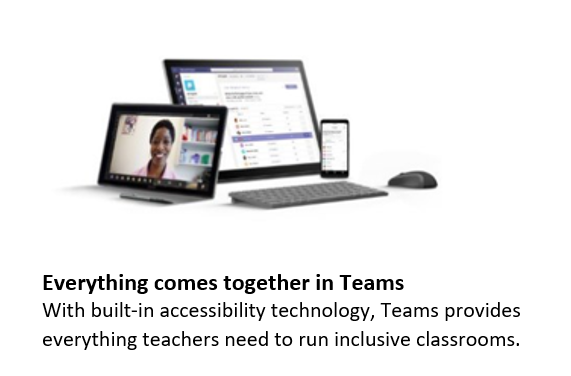 Everything comes together in Teams
With built-in accessibility technology, Teams provides
everything teachers need to run inclusive classrooms.